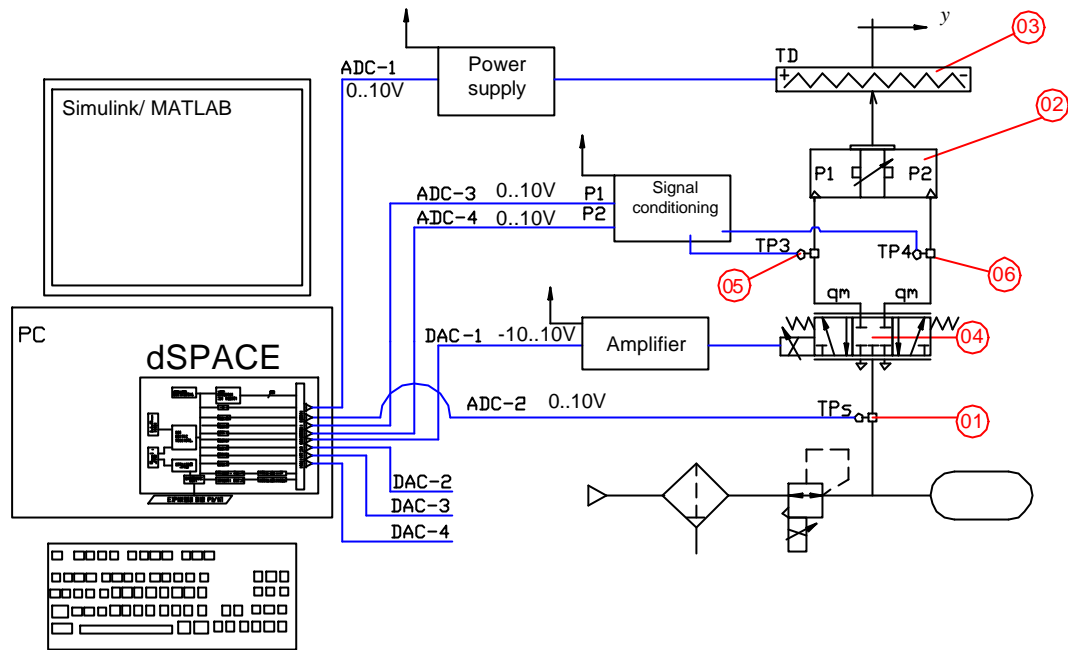 y
03
TD
+ -
Power
supply
ADC-1
0..10V
Simulink/ MATLAB
02
P1 P2
ADC-3 0..10V P1
Signal
conditioning
ADC-4 0..10V P2
TP3 TP4
05 06
qm qm
PC
DAC-1 -10..10V
Amplifier
04
dSPACE
ADC-2 0..10V
TPs
01
DAC-2
DAC-3
DAC-4